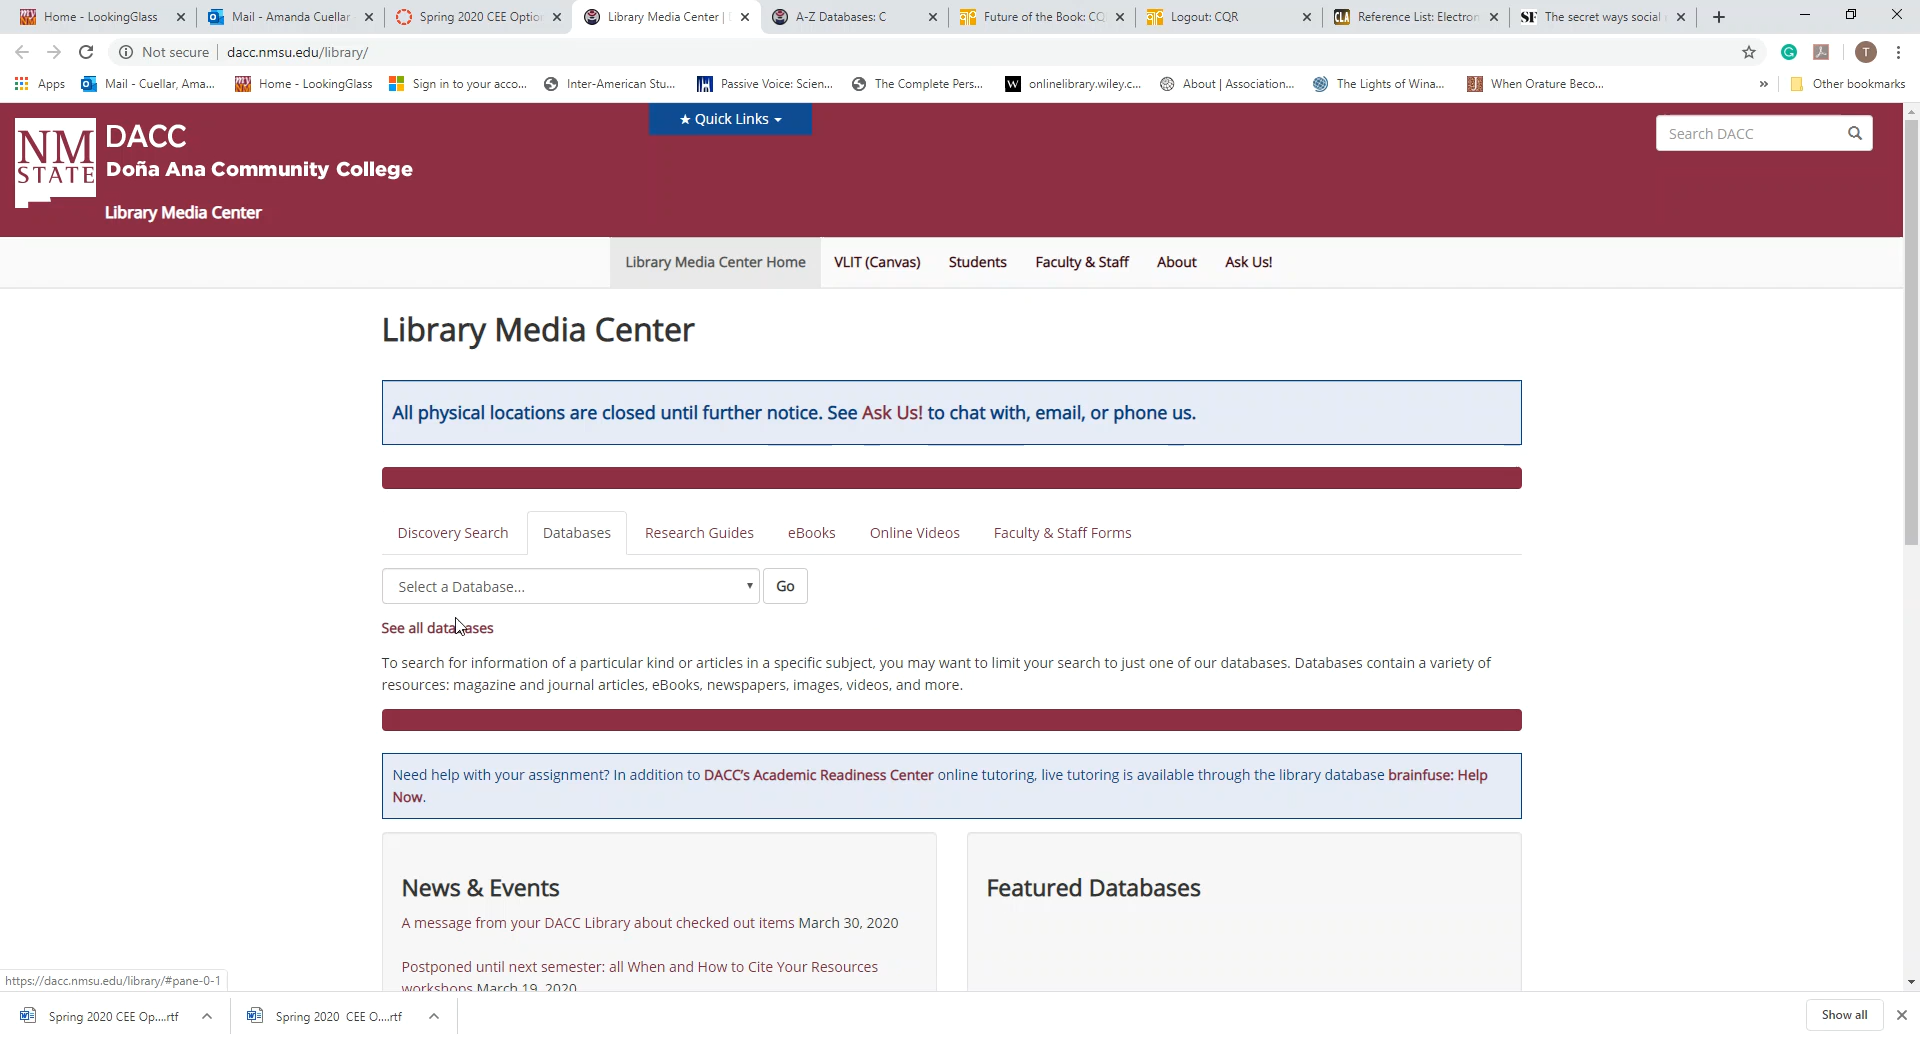 Home - LookingGlass
Mail - Amanda Cuellar
Spring 2020 CEE Option
Library Media Center |
A-Z Databases: C
Future of the Book: CQ
Logout: CQR
Reference List: Electron
The secret ways social
Not secure
dacc.nmsu.edu/library/
T
Apps
Mail - Cuellar, Ama...
Home - LookingGlass
Sign in to your acco...
Inter-American Stu...
Passive Voice: Scien...
The Complete Pers...
onlinelibrary.wiley.c...
About | Association...
The Lights of Wina...
When Orature Beco...
»
Other bookmarks
NM STATE
DACC
Doña Ana Community College
Library Media Center
★ Quick Links
Search DACC
Library Media Center Home
VLIT (Canvas)
Students
Faculty & Staff
About
Ask Us!
Library Media Center
All physical locations are closed until further notice. See Ask Us! to chat with, email, or phone us.
Discovery Search
Databases
Research Guides
eBooks
Online Videos
Faculty & Staff Forms
Select a Database...
Go
See all databases
To search for information of a particular kind or articles in a specific subject, you may want to limit your search to just one of our databases. Databases contain a variety of
resources: magazine and journal articles, eBooks, newspapers, images, videos, and more.
Need help with your assignment? In addition to DACC's Academic Readiness Center online tutoring, live tutoring is available through the library database brainfuse: Help
Now.
News & Events
A message from your DACC Library about checked out items March 30, 2020
Postponed until next semester: all When and How to Cite Your Resources
workshops March 19, 2020
Featured Databases
https://dacc.nmsu.edu/library/#pane-0-1
Spring 2020 CEE Op....rtf
Spring 2020 CEE O....rtf
Show all